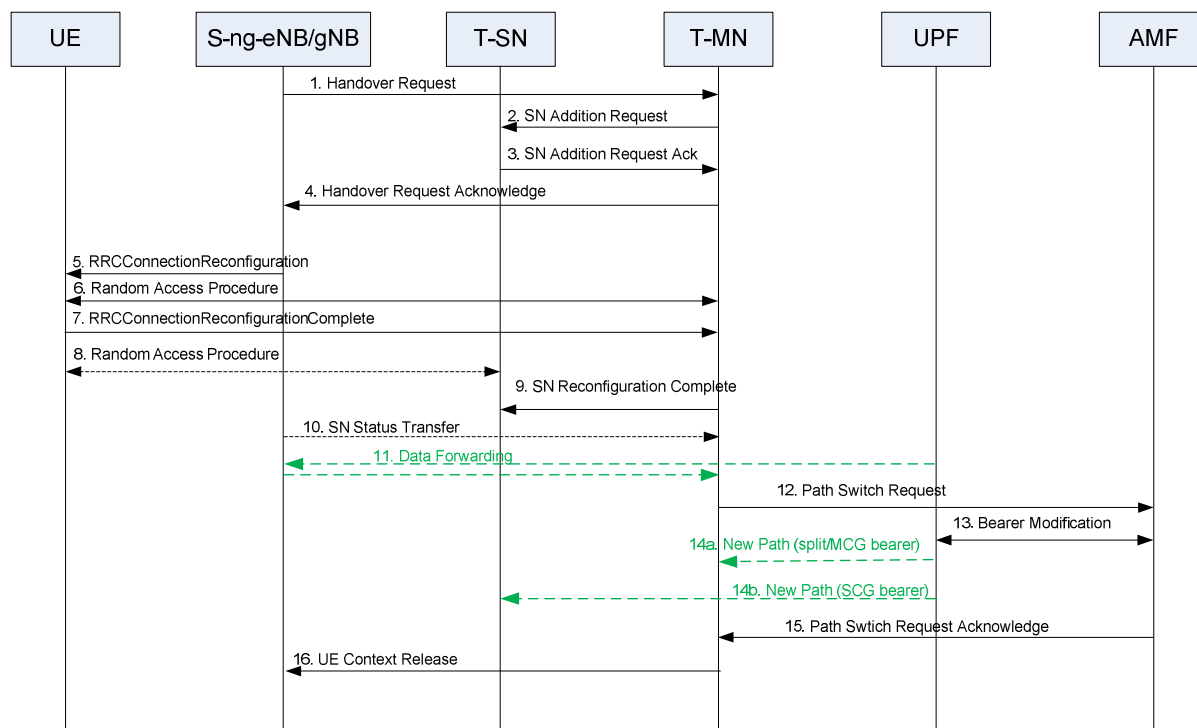 UE
S-ng-eNB/gNB
T-SN
T-MN
UPF
AMF
1. Handover Request
2. SN Addition Request
3. SN Addition Request Ack
4. Handover Request Acknowledge
5. RRCConnectionReconfiguration
6. Random Access Procedure
7. RRCConnectionReconfigurationComplete
8. Random Access Procedure
9. SN Reconfiguration Complete
10. SN Status Transfer
11. Data Forwarding
12. Path Switch Request
13. Bearer Modification
14a. New Path (split/MCG bearer)
14b. New Path (SCG bearer)
15. Path Swtich Request Acknowledge
16. UE Context Release